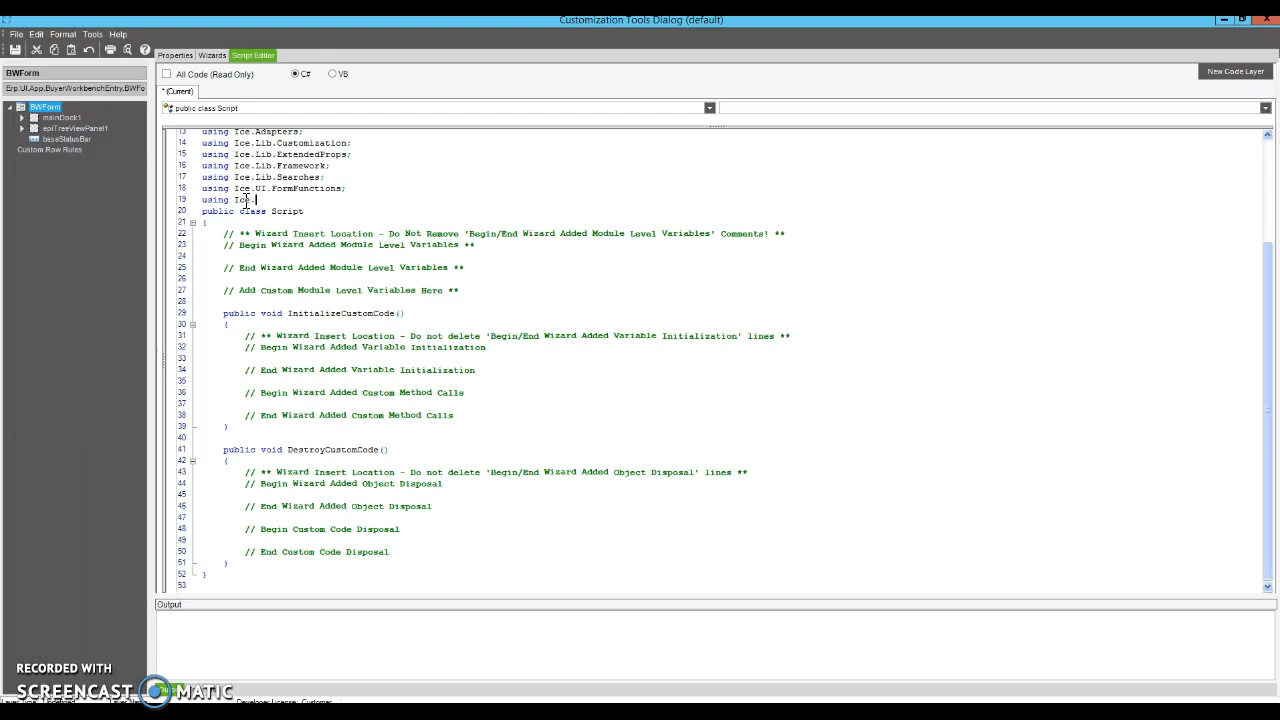 Customization Tools Dialog (default)
File Edit Format Tools Help
Properties Wizards Script Editor
BWForm
All Code (Read Only) C# VB
New Code Layer
Erp.UI.App.BuyerWorkbenchEntry.BWFo
* (Current)
BWForm
public class Script
mainDock1
epiTreeViewPanel1
baseStatusBar
Custom Row Rules
13 using Ice.Adapters;
14 using Ice.Lib.Customization;
15 using Ice.Lib.ExtendedProps;
16 using Ice.Lib.Framework;
17 using Ice.Lib.Searches;
18 using Ice.UI.FormFunctions;
19 using Ice.
20 public class Script
21 {
22 // ** Wizard Insert Location - Do Not Remove 'Begin/End Wizard Added Module Level Variables' Comments! **
23 // Begin Wizard Added Module Level Variables **
24
25 // End Wizard Added Module Level Variables **
26
27 // Add Custom Module Level Variables Here **
28
29 public void InitializeCustomCode()
30 {
31 // ** Wizard Insert Location - Do not delete 'Begin/End Wizard Added Variable Initialization' lines **
32 // Begin Wizard Added Variable Initialization
33
34 // End Wizard Added Variable Initialization
35
36 // Begin Wizard Added Custom Method Calls
37
38 // End Wizard Added Custom Method Calls
39 }
40
41 public void DestroyCustomCode()
42 {
43 // ** Wizard Insert Location - Do not delete 'Begin/End Wizard Added Object Disposal' lines **
44 // Begin Wizard Added Object Disposal
45
46 // End Wizard Added Object Disposal
47
48 // Begin Custom Code Disposal
49
50 // End Custom Code Disposal
51 }
52 }
53
Output
RECORDED WITH
SCREENCAST MATIC